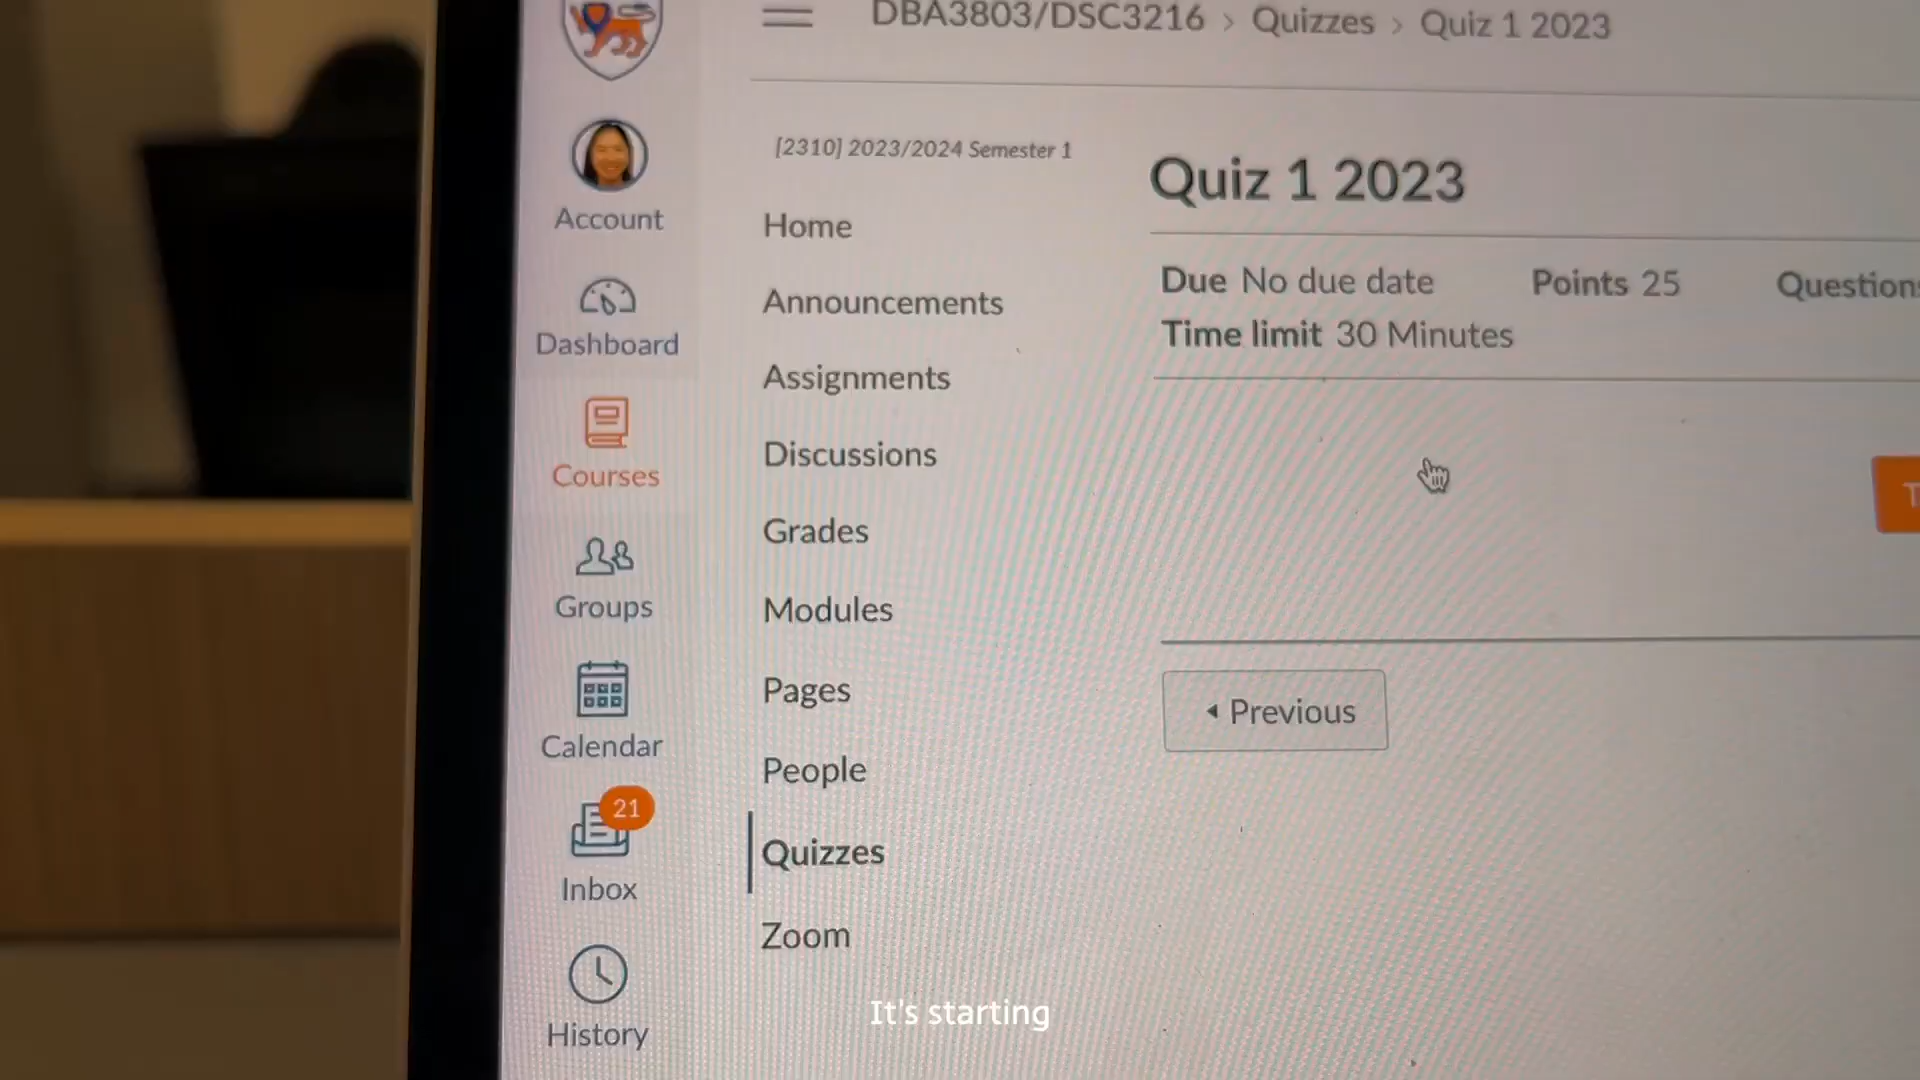 DBA3803/DSC3216 > Quizzes > Quiz 1 2023
[2310] 2023/2024 Semester 1
Account
Dashboard
Courses
Groups
Calendar
21
Inbox
History
Home
Announcements
Assignments
Discussions
Grades
Modules
Pages
People
Quizzes
Zoom
Quiz 1 2023
Due No due date Points 25 Questions
Time limit 30 Minutes
Previous
It's starting